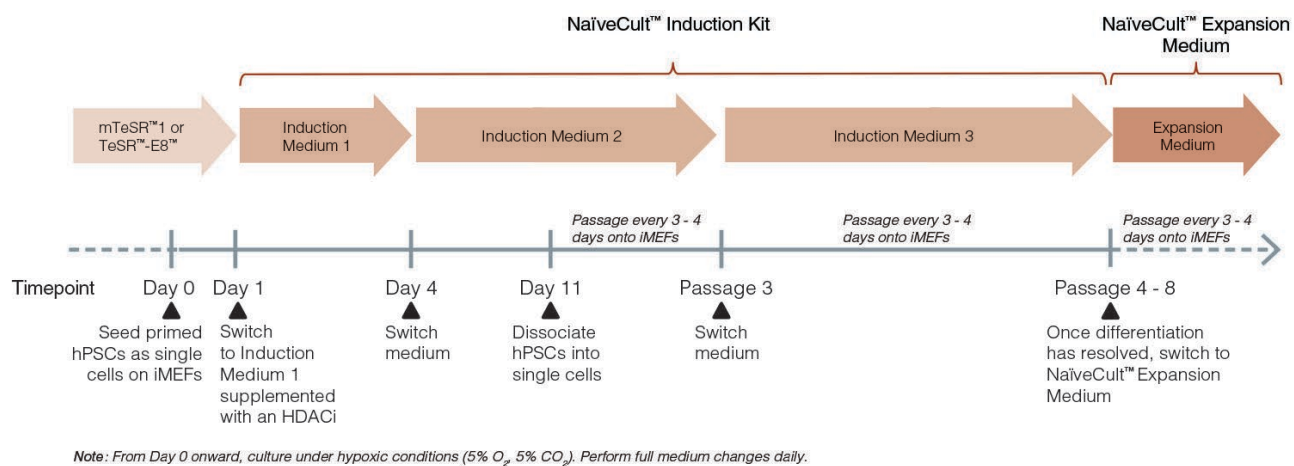 NaïveCult™ Induction Kit
NaïveCult™ Expansion
Medium
mTeSR™1 or
TeSR™-E8™
Induction
Medium 1
Induction Medium 2
Induction Medium 3
Expansion
Medium
Passage every 3 - 4
days onto iMEFs
Passage every 3 - 4
days onto iMEFs
Passage every 3 - 4
days onto iMEFs
Timepoint
Day 0
Seed primed
hPSCs as single
cells on iMEFs
Day 1
Switch
to Induction
Medium 1
supplemented
with an HDACi
Day 4
Switch
medium
Day 11
Dissociate
hPSCs into
single cells
Passage 3
Switch
medium
Passage 4 - 8
Once differentiation
has resolved, switch to
NaïveCult™ Expansion
Medium
Note: From Day 0 onward, culture under hypoxic conditions (5% O₂, 5% CO₂). Perform full medium changes daily.